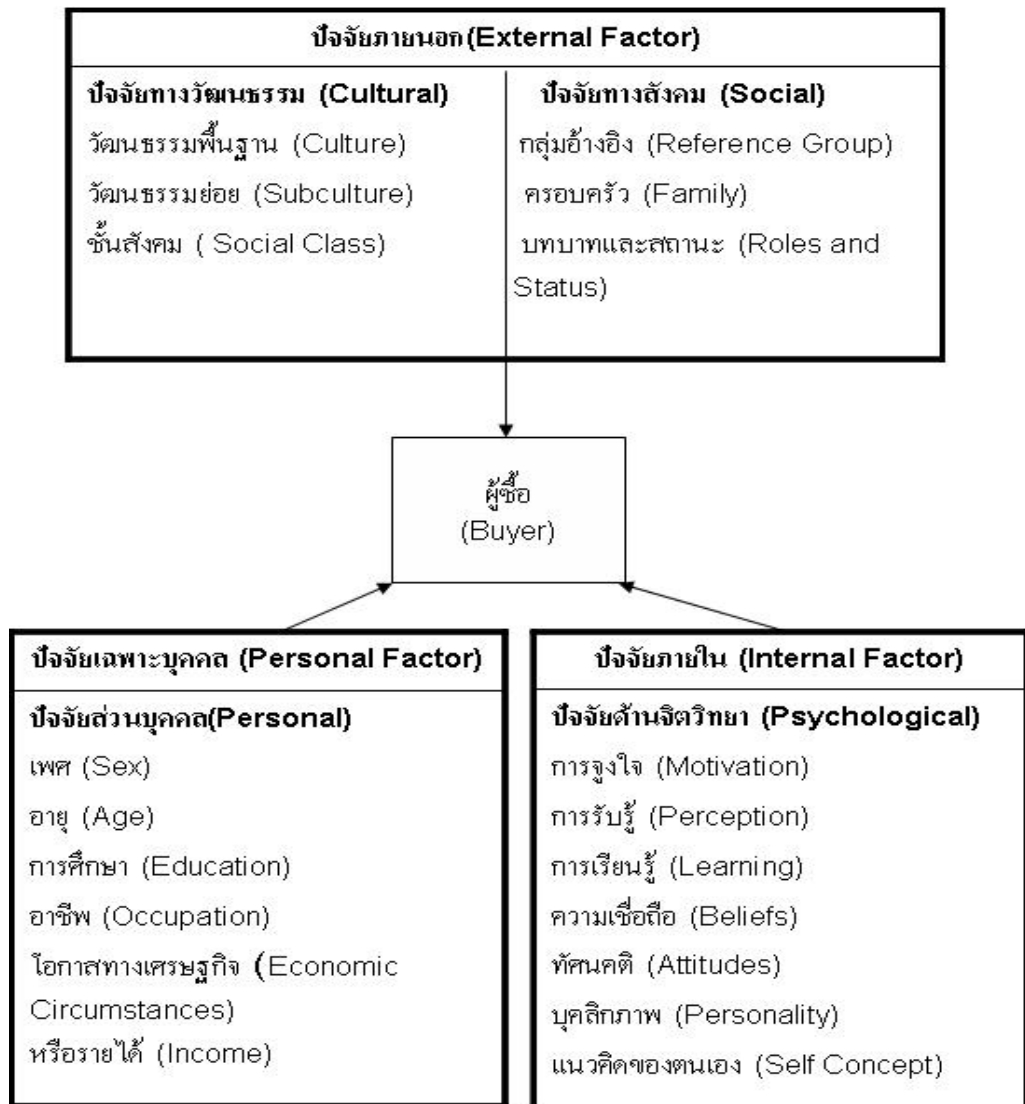 ปัจจัยภายนอก(External Factor)
ปัจจัยทางวัฒนธรรม (Cultural)
วัฒนธรรมพื้นฐาน (Culture)
วัฒนธรรมย่อย (Subculture)
ชั้นสังคม ( Social Class)
ปัจจัยทางสังคม (Social)
กลุ่มอ้างอิง (Reference Group)
ครอบครัว (Family)
บทบาทและสถานะ (Roles and
Status)
ผู้ซื้อ
(Buyer)
ปัจจัยเฉพาะบุคคล (Personal Factor)
ปัจจัยส่วนบุคคล(Personal)
เพศ (Sex)
อายุ (Age)
การศึกษา (Education)
อาชีพ (Occupation)
โอกาสทางเศรษฐกิจ (Economic
Circumstances)
หรือรายได้ (Income)
ปัจจัยภายใน (Internal Factor)
ปัจจัยด้านจิตวิทยา (Psychological)
การจูงใจ (Motivation)
การรับรู้ (Perception)
การเรียนรู้ (Learning)
ความเชื่อถือ (Beliefs)
ทัศนคติ (Attitudes)
บุคลิกภาพ (Personality)
แนวคิดของตนเอง (Self Concept)